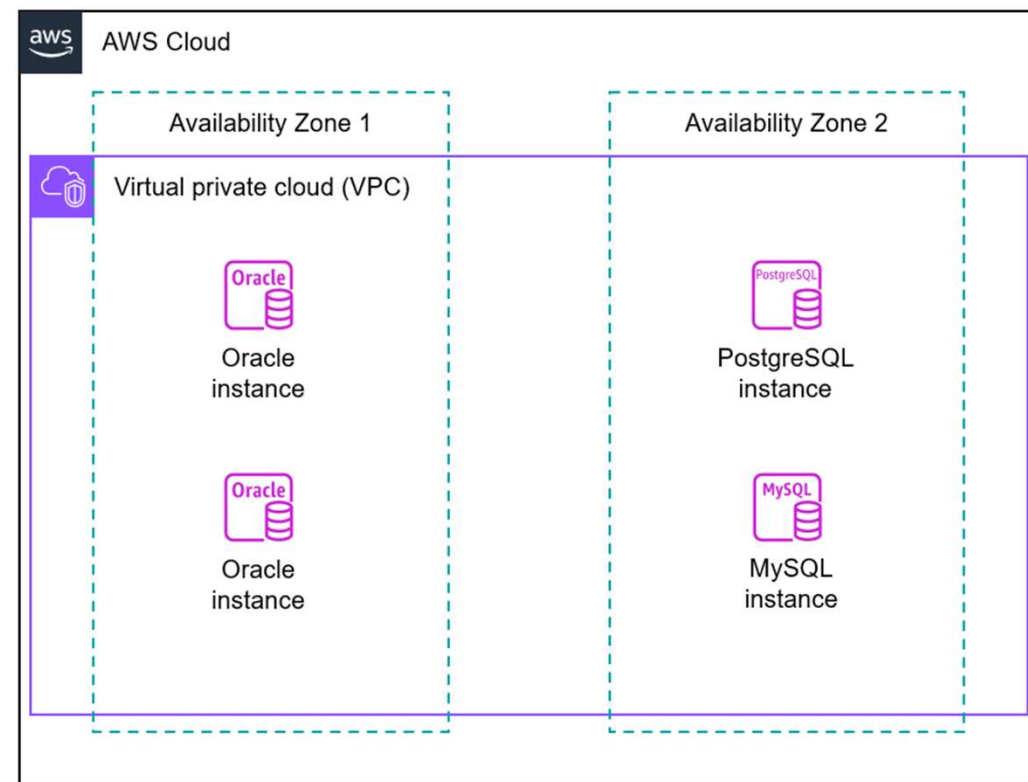 aws
AWS Cloud
Availability Zone 1
Availability Zone 2
Virtual private cloud (VPC)
Oracle
Oracle
instance
PostgreSQL
PostgreSQL
instance
Oracle
Oracle
instance
MySQL
MySQL
instance